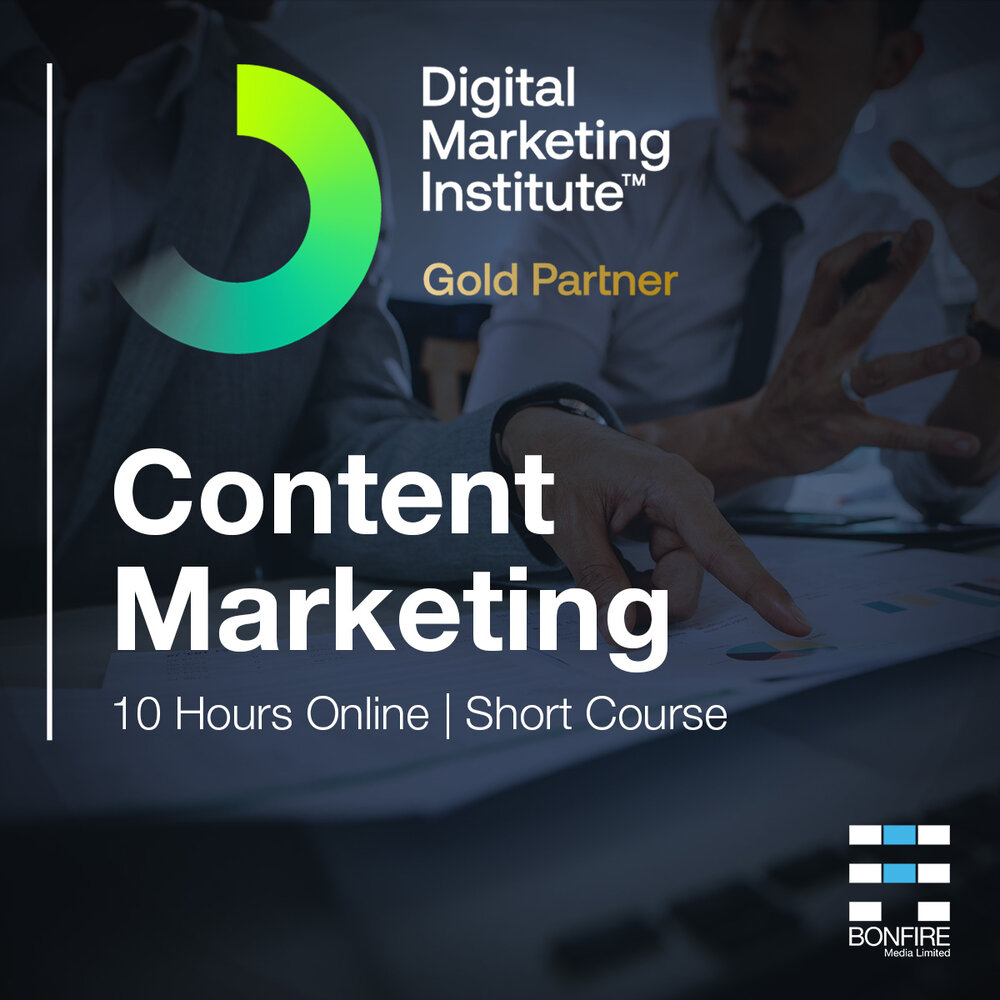 Digital
Marketing
Institute™
Gold Partner
Content
Marketing
10 Hours Online | Short Course
BONFIRE
Media Limited